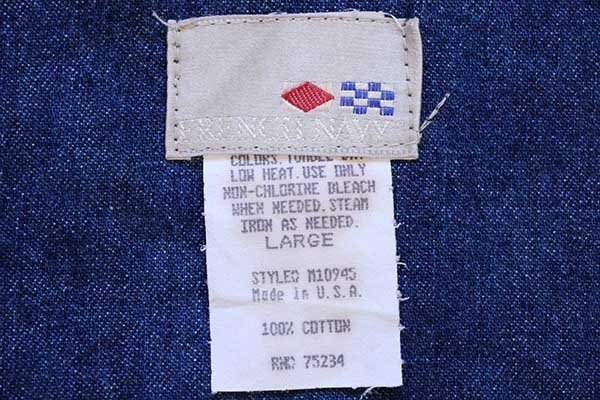 FRENCH NAVY
COLORS. TUMBLE DRY
LOW HEAT. USE ONLY
NON-CHLORINE BLEACH
WHEN NEEDED. STEAM
IRON AS NEEDED.
LARGE
STYLE@ M10945
Made in U.S.A.
100% COTTON
RN@ 75234